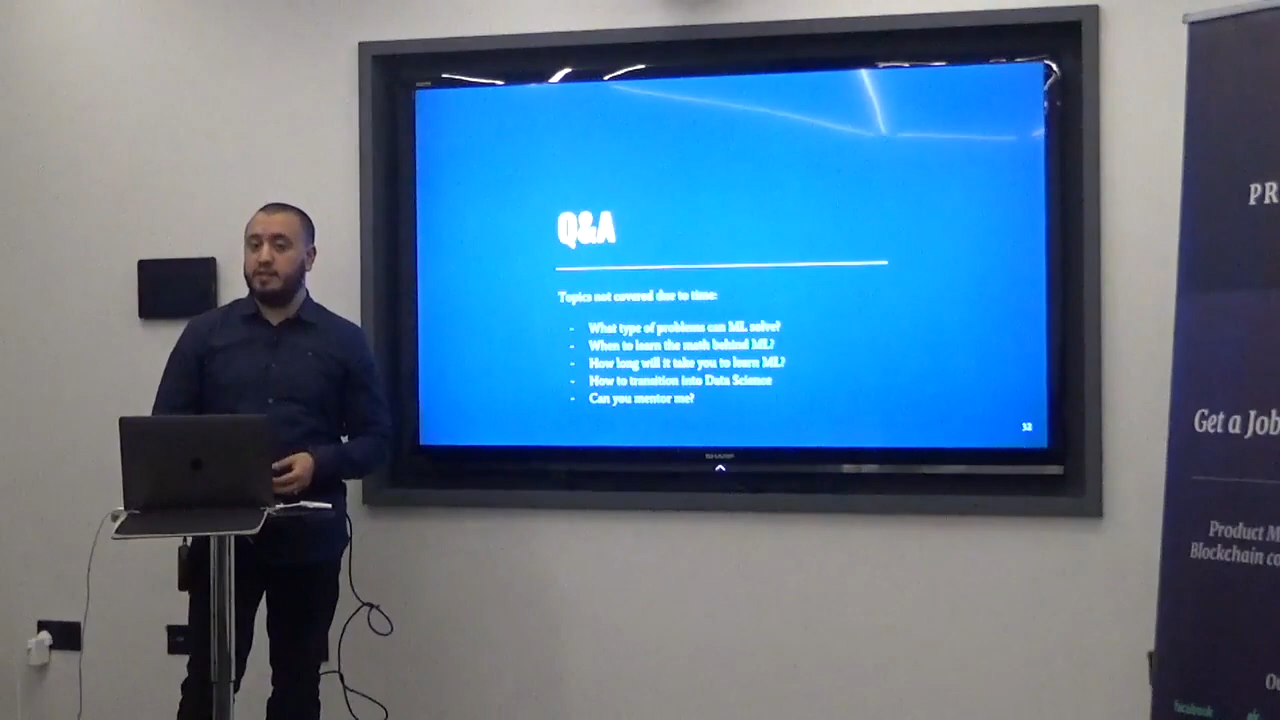 Q&A
Topics not covered due to time:
- What type of problems can ML solve?
- When to learn the math behind ML?
- How long will it take you to learn ML?
- How to transition into Data Science
- Can you mentor me?
32
SHARP
PR
Get a Job
Product M
Blockchain co
facebook